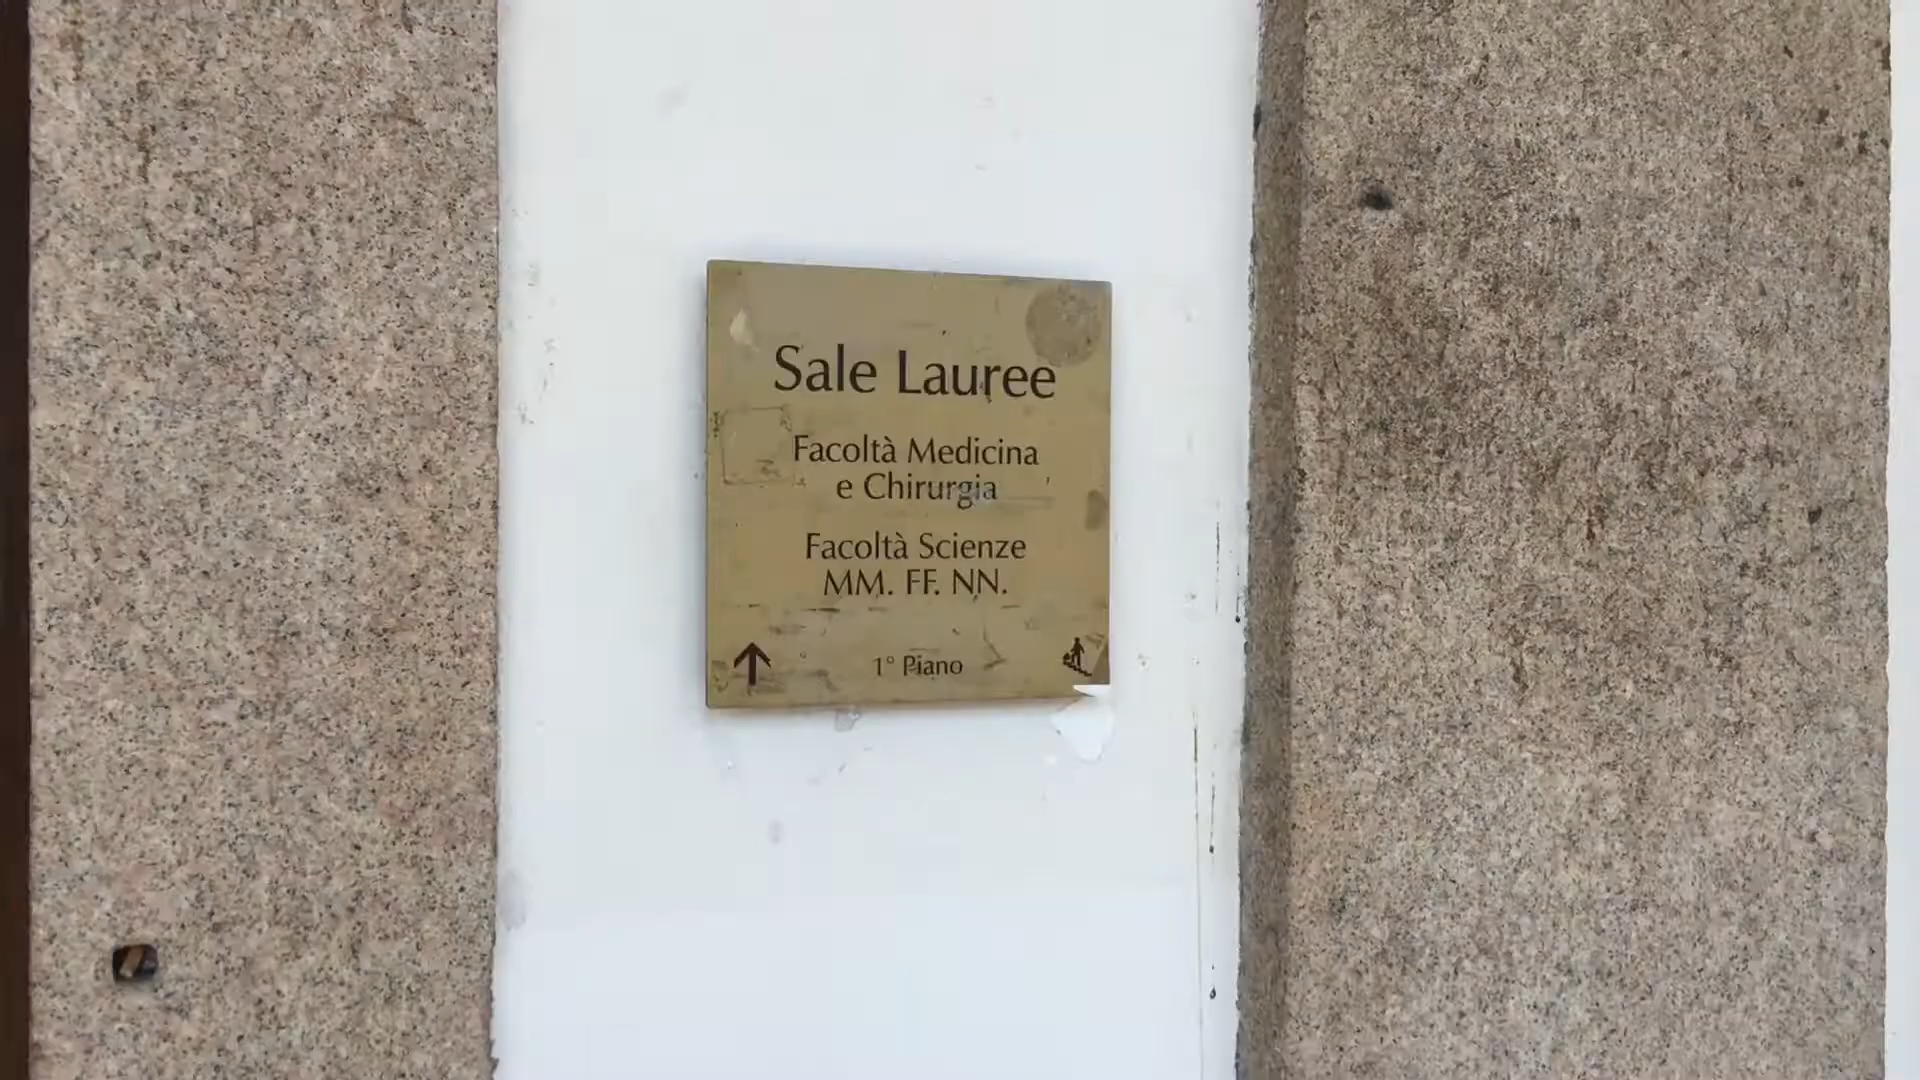 Sale Lauree
Facoltà Medicina
e Chirurgia
Facoltà Scienze
MM. FF. NN.
1° Piano